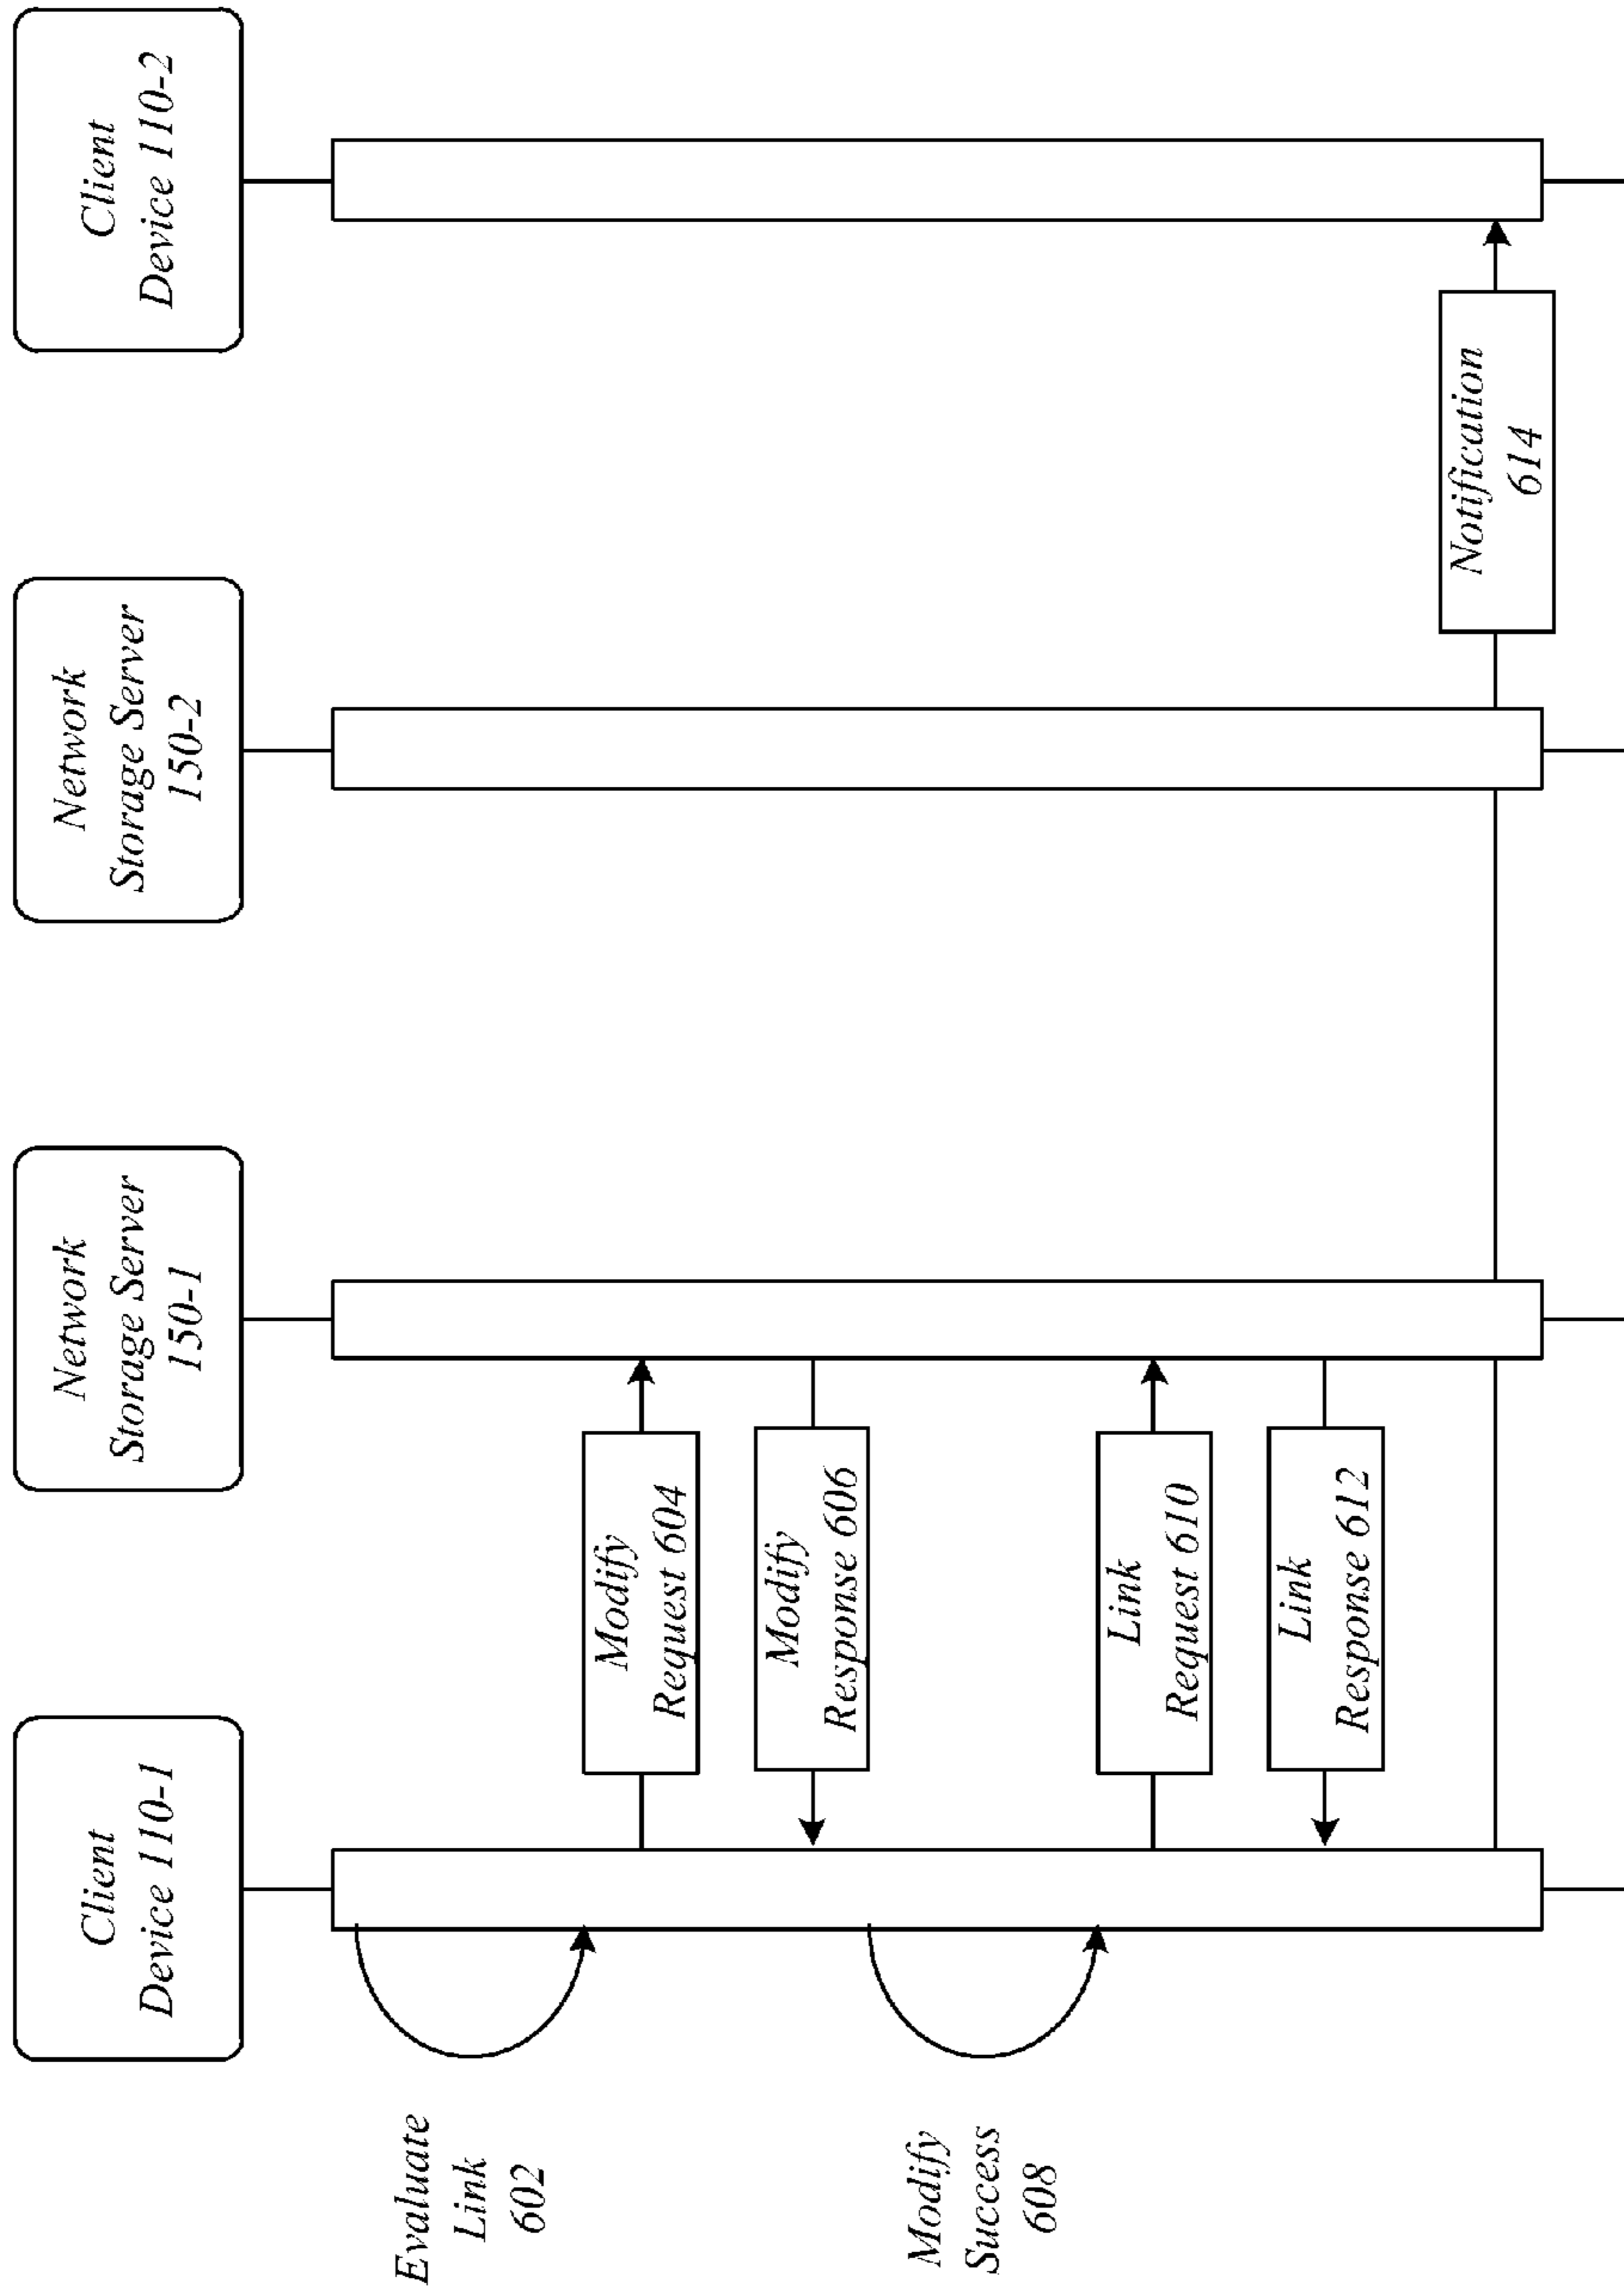 Client
Device 110-1
Network
Storage Server
150-1
Network
Storage Server
150-2
Client
Device 110-2
Evaluate
Link
602
Modify
Request 604
Modify
Response 606
Modify
Success
608
Link
Request 610
Link
Response 612
Notification
614